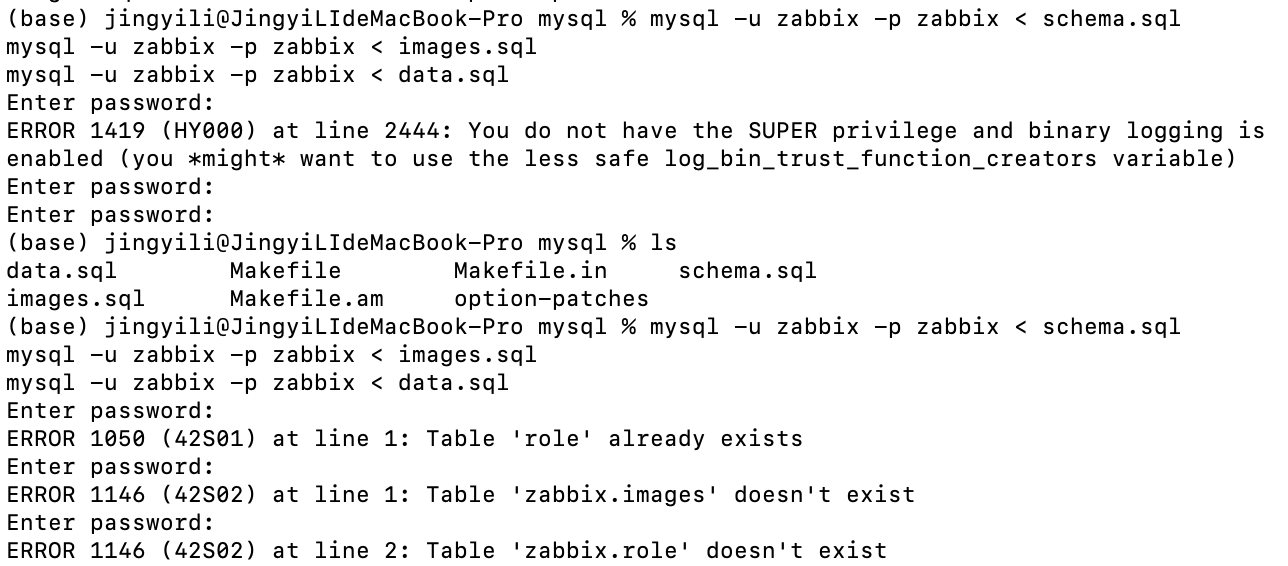 (base) jingyili@JingyiLIdeMacBook-Pro mysql % mysql -u zabbix -p zabbix < schema.sql
mysql -u zabbix -p zabbix < images.sql
mysql -u zabbix -p zabbix < data.sql
Enter password:
ERROR 1419 (HY000) at line 2444: You do not have the SUPER privilege and binary logging is
enabled (you *might* want to use the less safe log_bin_trust_function_creators variable)
Enter password:
Enter password:
(base) jingyili@JingyiLIdeMacBook-Pro mysql % ls
data.sql Makefile Makefile.in schema.sql
images.sql Makefile.am option-patches
(base) jingyili@JingyiLIdeMacBook-Pro mysql % mysql -u zabbix -p zabbix < schema.sql
mysql -u zabbix -p zabbix < images.sql
mysql -u zabbix -p zabbix < data.sql
Enter password:
ERROR 1050 (42S01) at line 1: Table 'role' already exists
Enter password:
ERROR 1146 (42S02) at line 1: Table 'zabbix.images' doesn't exist
Enter password:
ERROR 1146 (42S02) at line 2: Table 'zabbix.role' doesn't exist